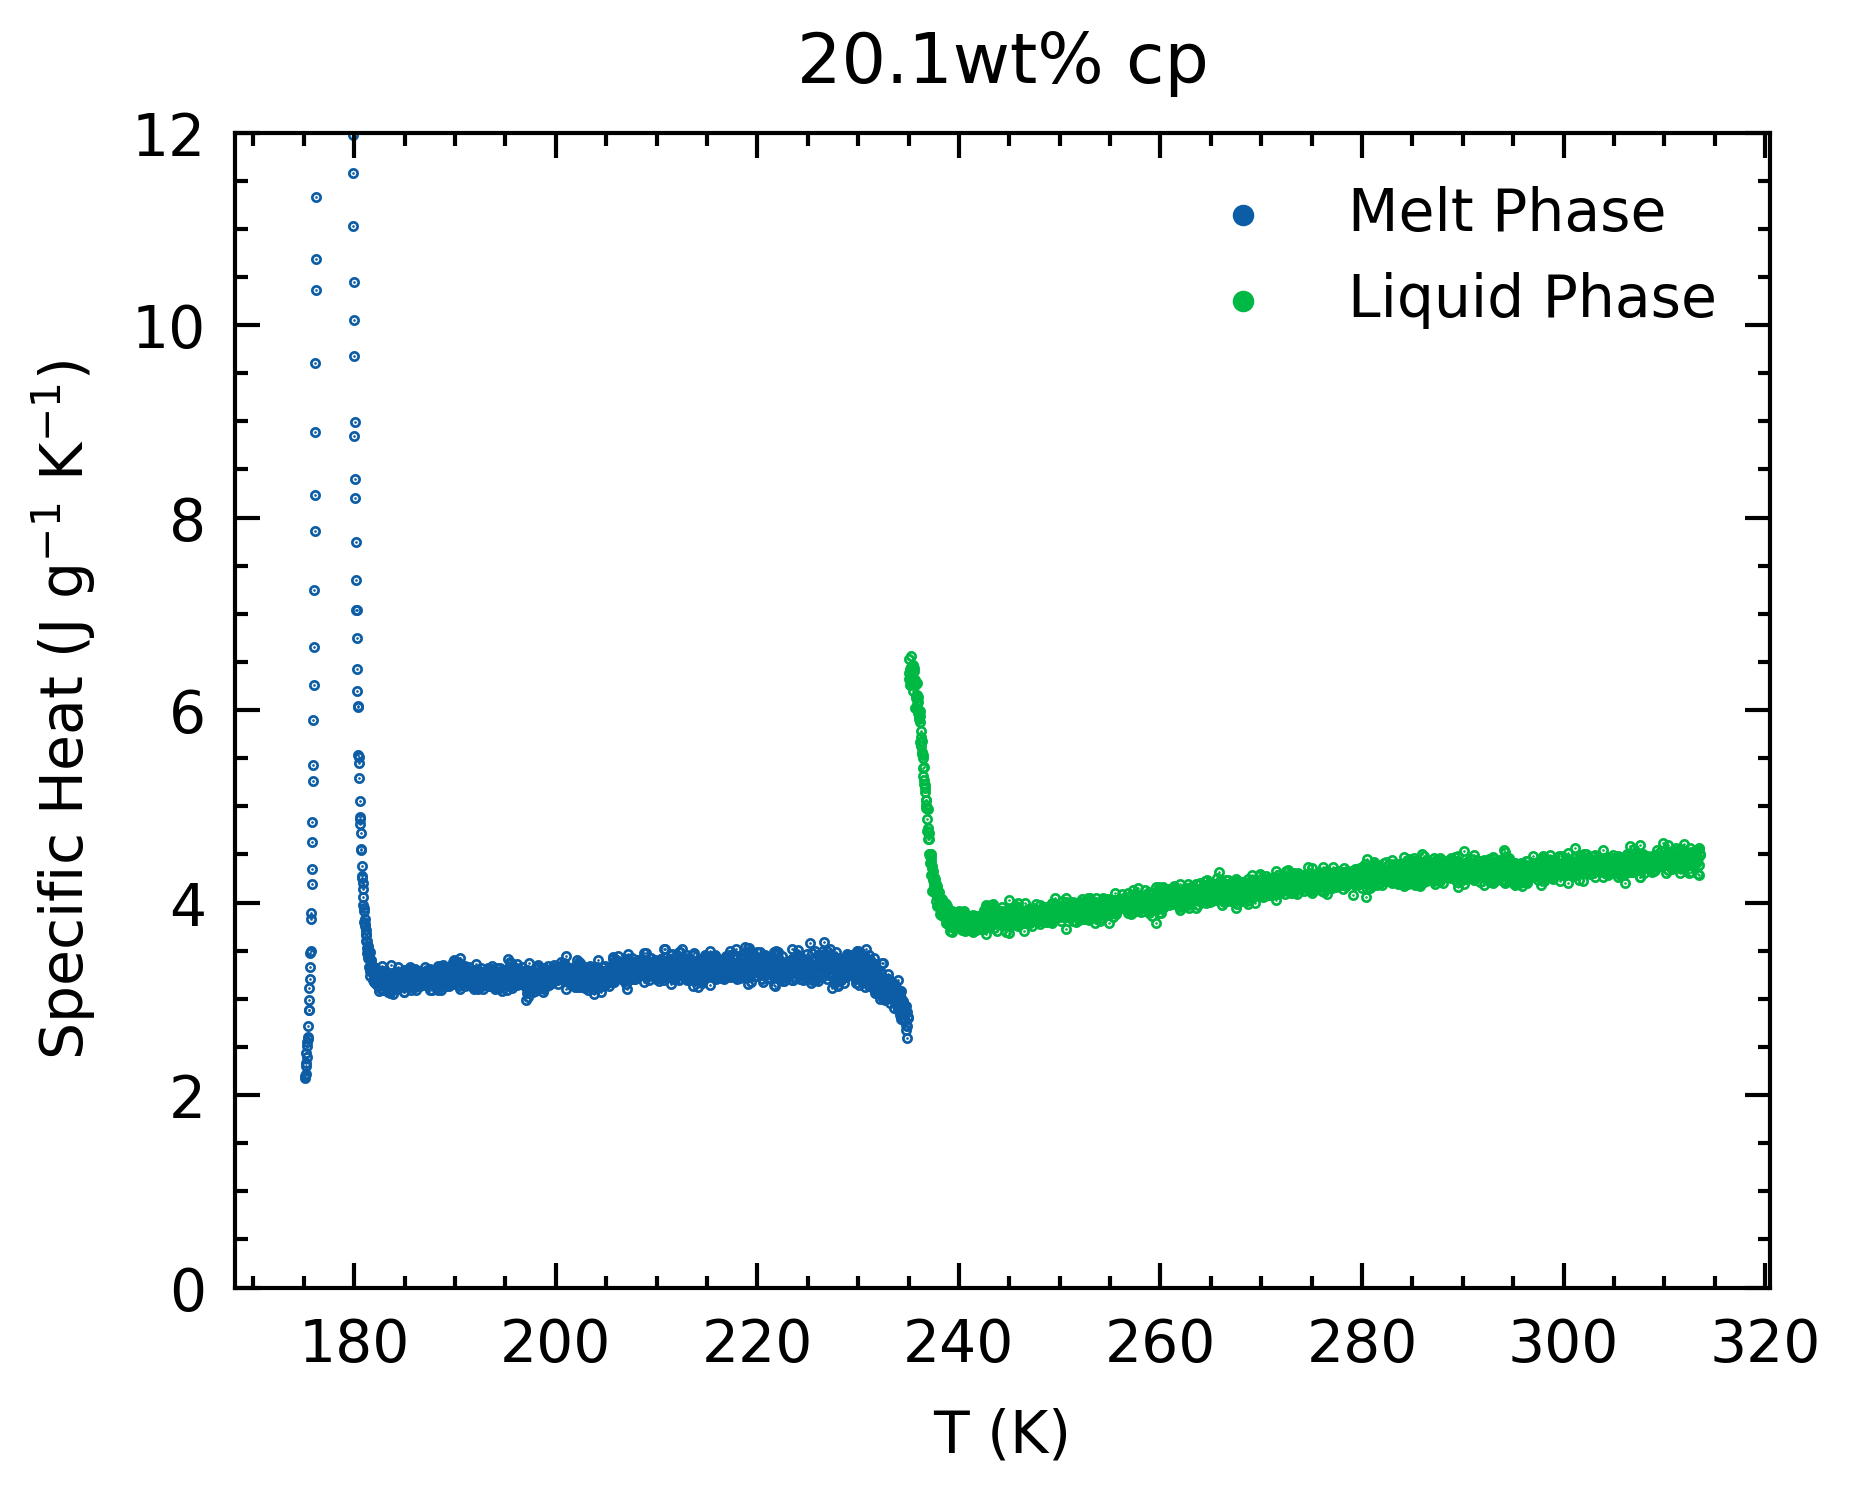 20.1wt% cp
12
10
8
6
4
2
0
Specific Heat (J g⁻¹ K⁻¹)
Melt Phase
Liquid Phase
180 200 220 240 260 280 300 320
T (K)